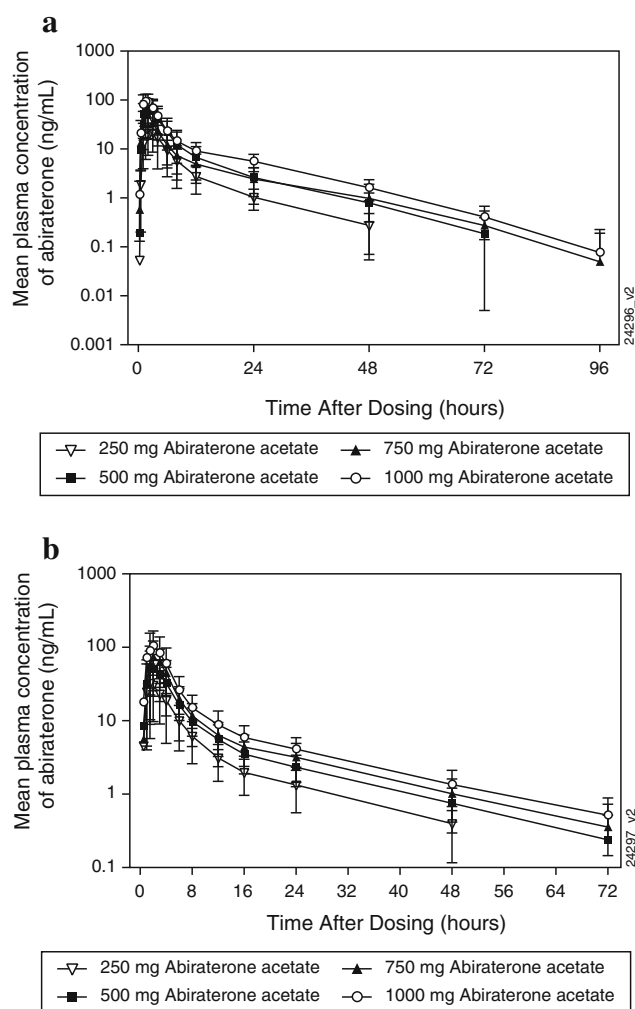 a
1000
100
10
1
0.1
0.01
0.001
Mean plasma concentration
of abiraterone (ng/mL)
0 24 48 72 96
Time After Dosing (hours)
24296_v2
250 mg Abiraterone acetate 750 mg Abiraterone acetate
500 mg Abiraterone acetate 1000 mg Abiraterone acetate
b
1000
100
10
1
0.1
Mean plasma concentration
of abiraterone (ng/mL)
0 8 16 24 32 40 48 56 64 72
Time After Dosing (hours)
24297_v2
250 mg Abiraterone acetate 750 mg Abiraterone acetate
500 mg Abiraterone acetate 1000 mg Abiraterone acetate